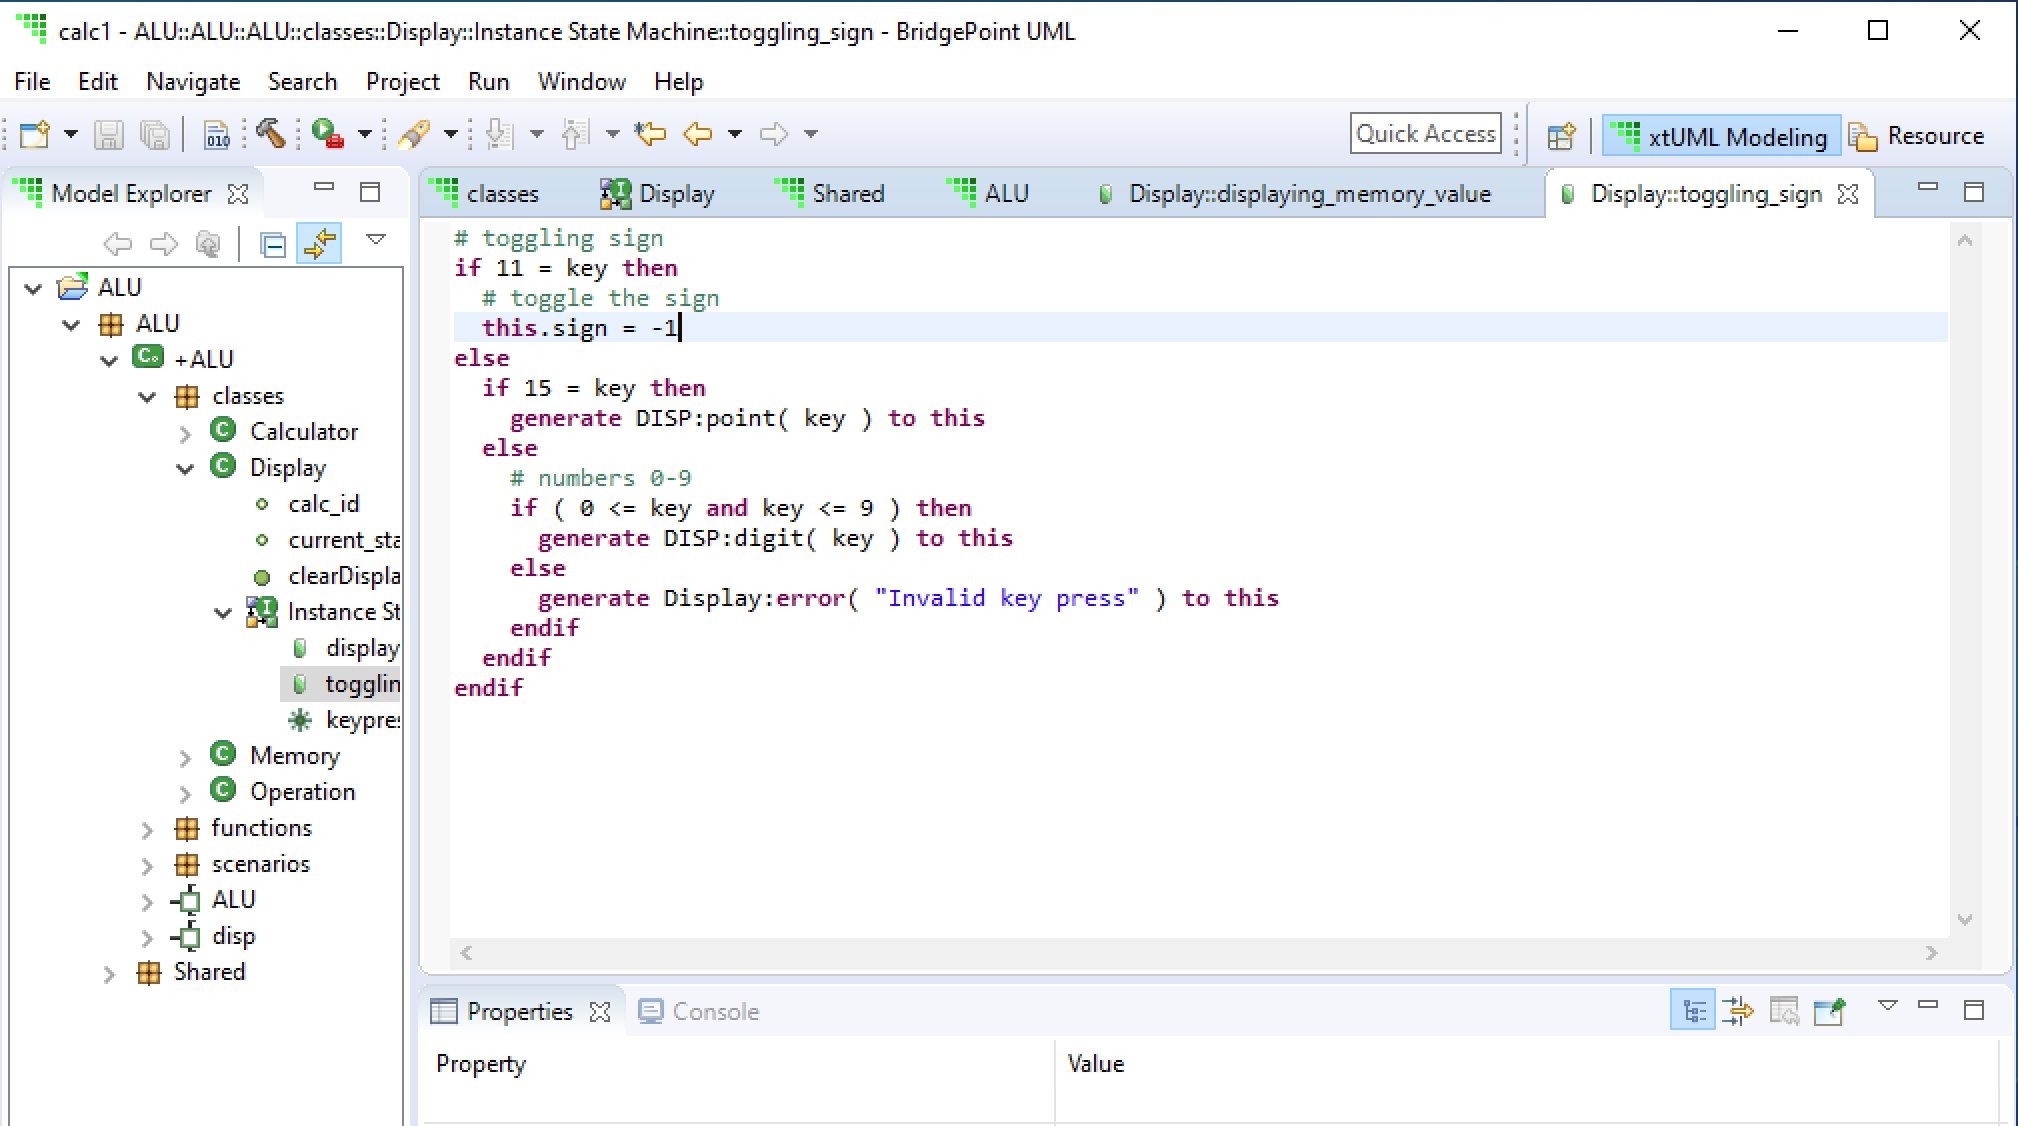 calc1 - ALU::ALU::ALU::classes::Display::Instance State Machine::toggling_sign - BridgePoint UML
File Edit Navigate Search Project Run Window Help
010 Quick Access xtUML Modeling Resource
Model Explorer
ALU
ALU
+ALU
classes
Calculator
Display
calc_id
current_sta
clearDispla
Instance St
display
togglin
keypre
Memory
Operation
functions
scenarios
ALU
disp
Shared
classes Display Shared ALU Display::displaying_memory_value Display::toggling_sign
# toggling sign
if 11 = key then
# toggle the sign
this.sign = -1
else
if 15 = key then
generate DISP:point( key ) to this
else
# numbers 0-9
if ( 0 <= key and key <= 9 ) then
generate DISP:digit( key ) to this
else
generate Display:error( "Invalid key press" ) to this
endif
endif
endif
Properties Console
Property Value